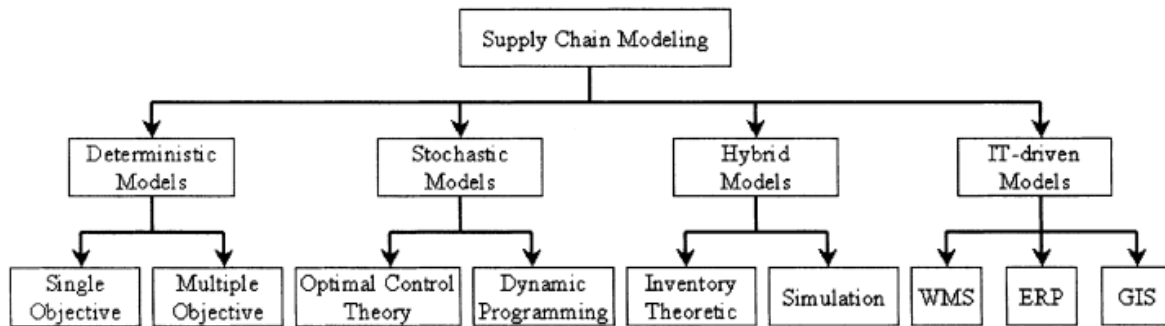 Supply Chain Modeling
Deterministic
Models
Stochastic
Models
Hybrid
Models
IT-driven
Models
Single
Objective
Multiple
Objective
Optimal Control
Theory
Dynamic
Programming
Inventory
Theoretic
Simulation
WMS
ERP
GIS